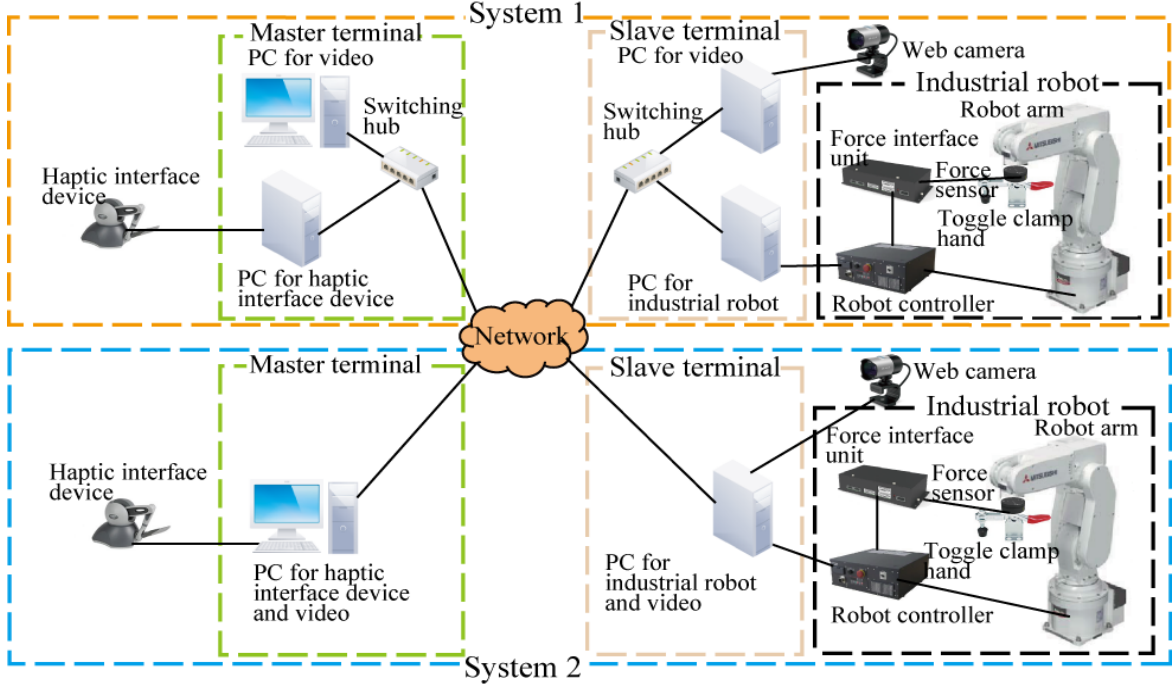 System 1
Master terminal
PC for video
Switching
hub
Haptic interface
device
PC for haptic
interface device
Slave terminal
PC for video
Switching
hub
PC for
industrial robot
Web camera
Industrial robot
Robot arm
Force interface
unit
Force
sensor
MITSUBISHI
Toggle clamp
hand
Robot controller
Network
Master terminal
Haptic interface
device
PC for haptic
interface device
and video
Slave terminal
PC for
industrial robot
and video
Web camera
Industrial robot
Robot arm
Force interface
unit
Force
sensor
MITSUBISHI
Toggle clamp
hand
Robot controller
System 2